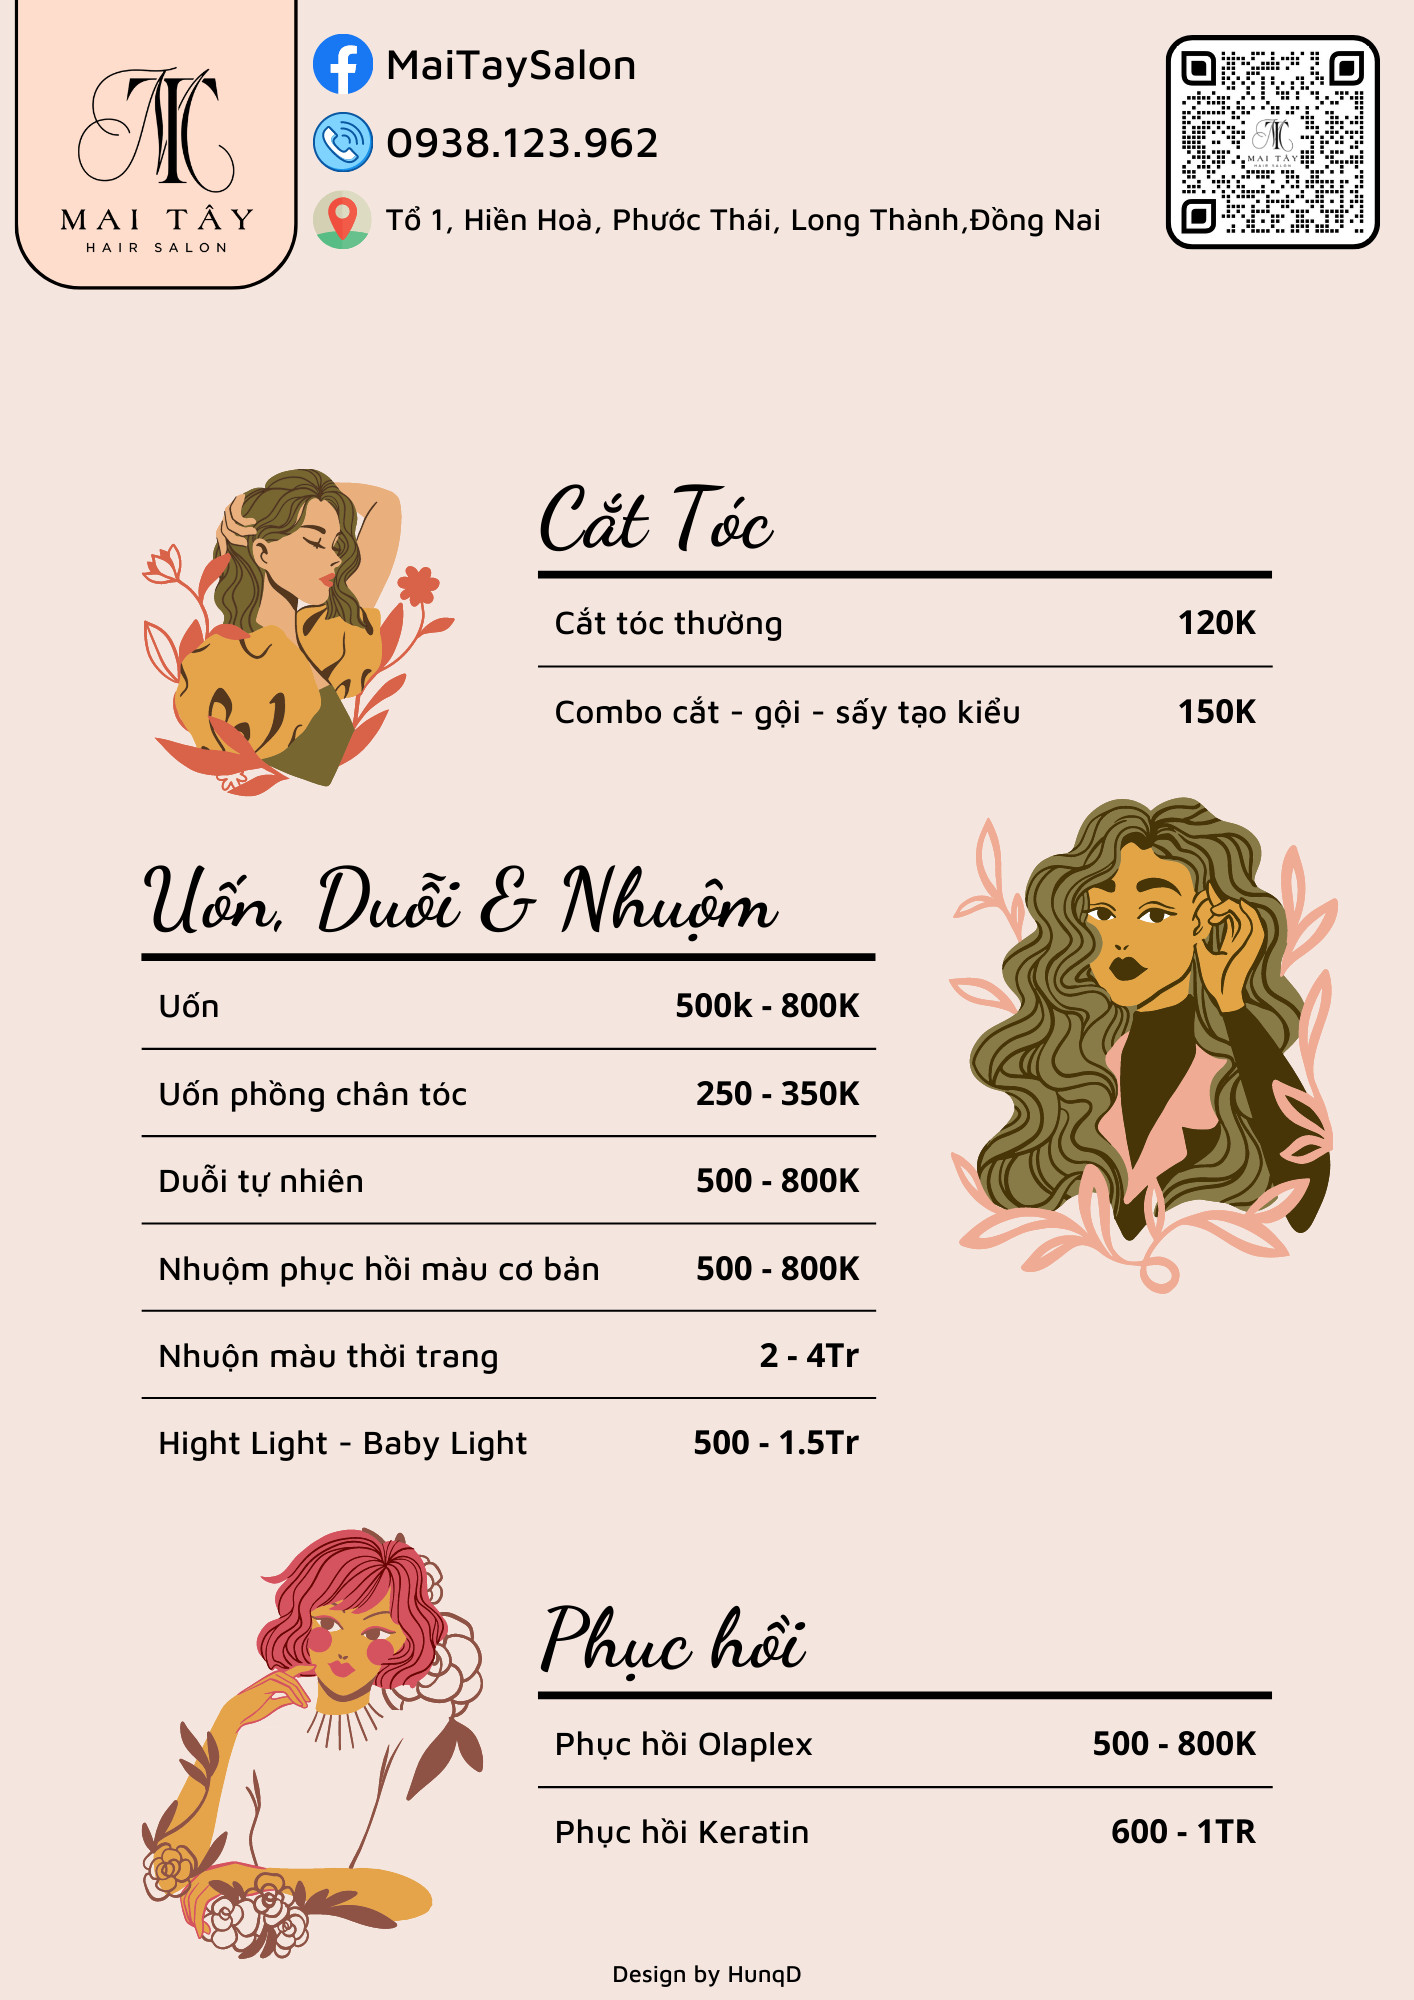 MAI TÂY
HAIR SALON
MaiTaySalon
0938.123.962
Tổ 1, Hiền Hoà, Phước Thái, Long Thành,Đồng Nai
MAI TÂY
HAIR SALON
Cắt Tóc
Cắt tóc thường 120K
Combo cắt - gội - sấy tạo kiểu 150K
Uốn, Duỗi & Nhuộm
Uốn 500k - 800K
Uốn phồng chân tóc 250 - 350K
Duỗi tự nhiên 500 - 800K
Nhuộm phục hồi màu cơ bản 500 - 800K
Nhuộn màu thời trang 2 - 4Tr
Hight Light - Baby Light 500 - 1.5Tr
Phục hồi
Phục hồi Olaplex 500 - 800K
Phục hồi Keratin 600 - 1TR
Design by HunqD